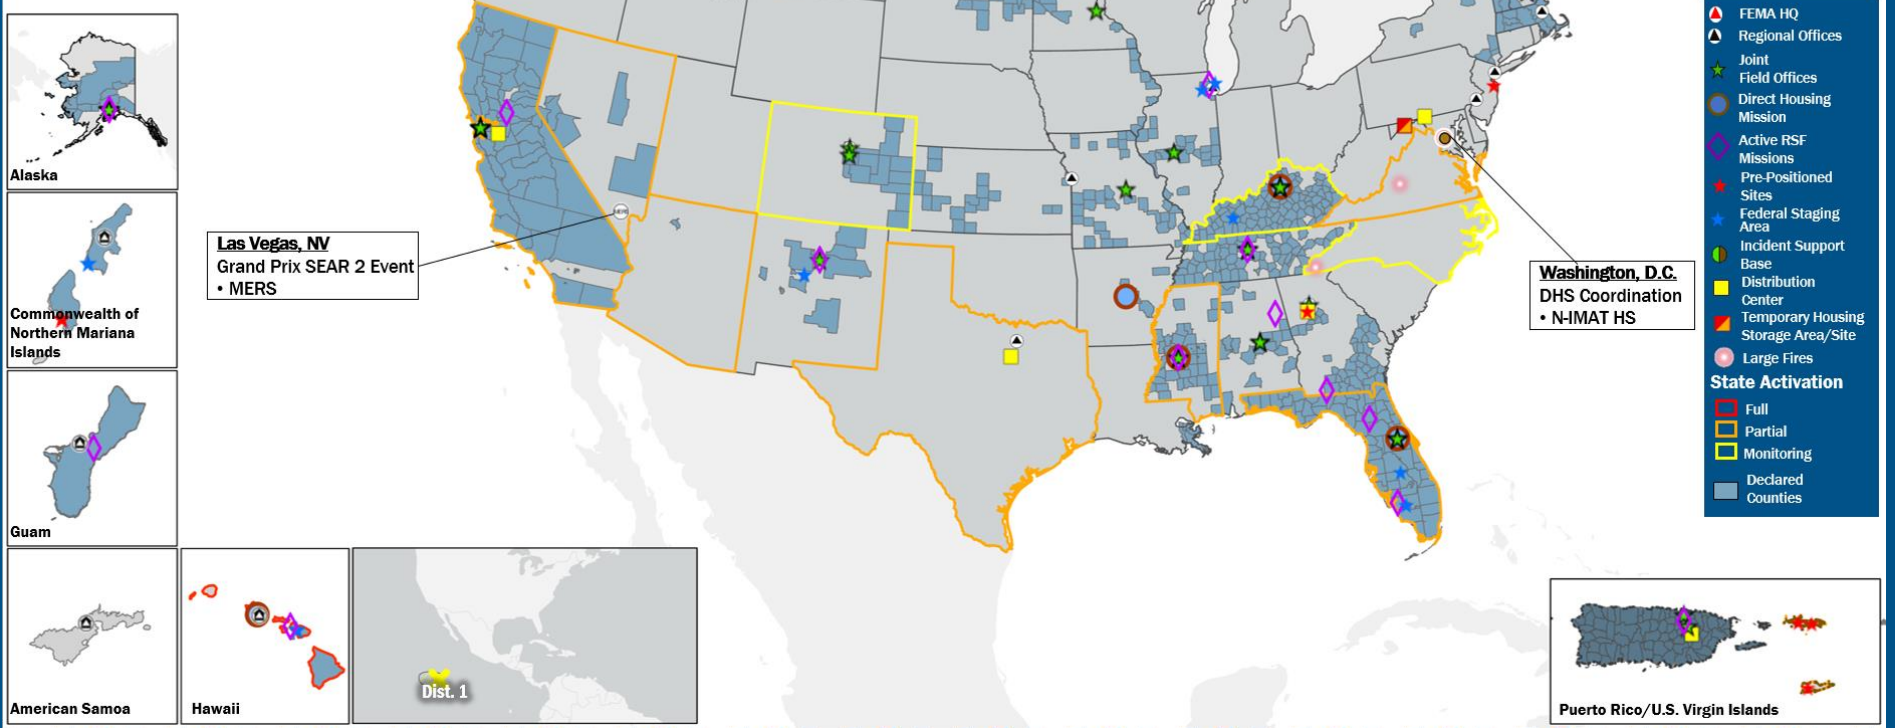 FEMA HQ
Regional Offices
Joint
Field Offices
Direct Housing
Mission
Active RSF
Missions
Pre-Positioned
Sites
Federal Staging
Area
Incident Support
Base
Distribution
Center
Temporary Housing
Storage Area/Site
Large Fires
State Activation
Full
Partial
Monitoring
Declared
Counties
Alaska
Commonwealth of
Northern Mariana
Islands
Guam
American Samoa
Hawaii
Dist. 1
Las Vegas, NV
Grand Prix SEAR 2 Event
• MERS
MERS
Washington, D.C.
DHS Coordination
• N-IMAT HS
Puerto Rico/U.S. Virgin Islands